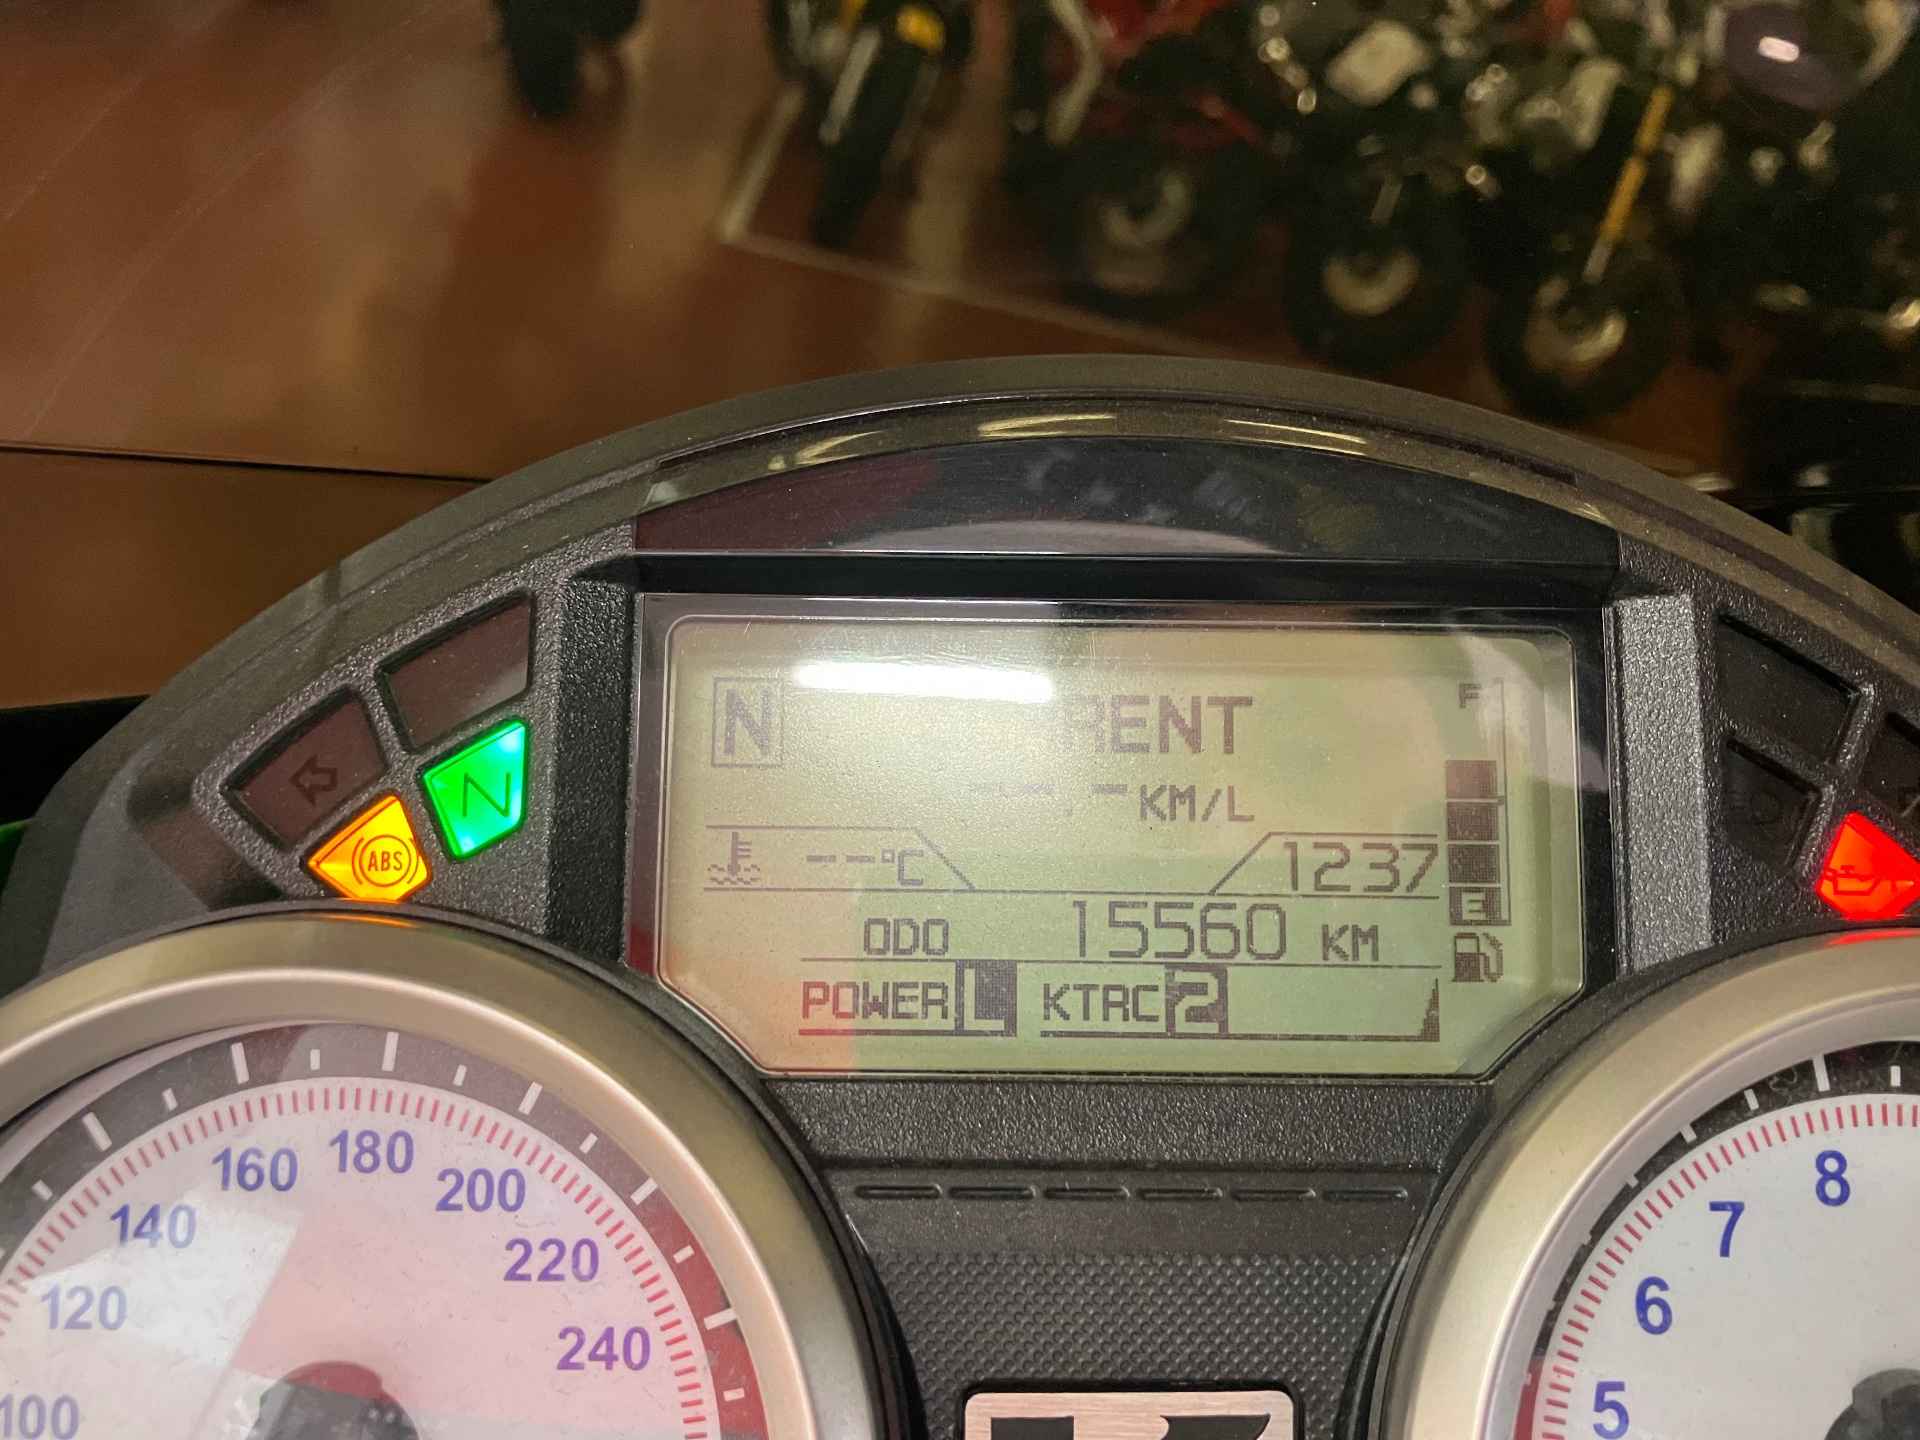 N
RENT
F
N
--.- KM/L
ABS
--°C
1237
ODO 15560 KM
E
POWER L KTRC 2
100
120
140
160
180
200
220
240
5
6
7
8